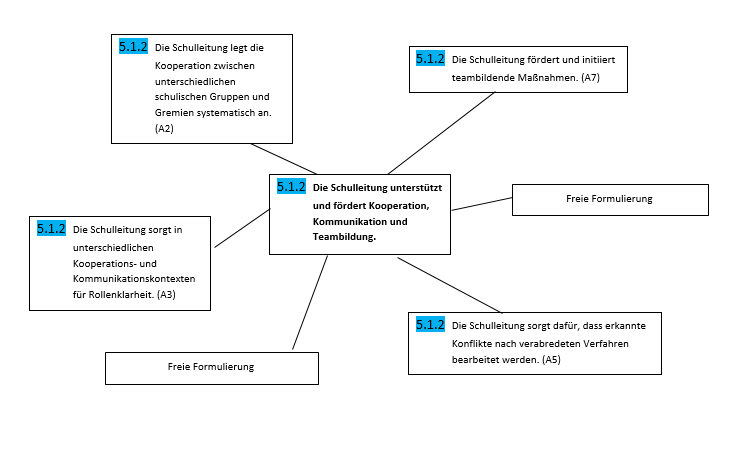 5.1.2 Die Schulleitung legt die
Kooperation zwischen
unterschiedlichen
schulischen Gruppen und
Gremien systematisch an.
(A2)
5.1.2 Die Schulleitung fördert und initiiert
teambildende Maßnahmen. (A7)
5.1.2 Die Schulleitung unterstützt
und fördert Kooperation,
Kommunikation und
Teambildung.
Freie Formulierung
5.1.2 Die Schulleitung sorgt in
unterschiedlichen
Kooperations- und
Kommunikationskontexten
für Rollenklarheit. (A3)
5.1.2 Die Schulleitung sorgt dafür, dass erkannte
Konflikte nach verabredeten Verfahren
bearbeitet werden. (A5)
Freie Formulierung